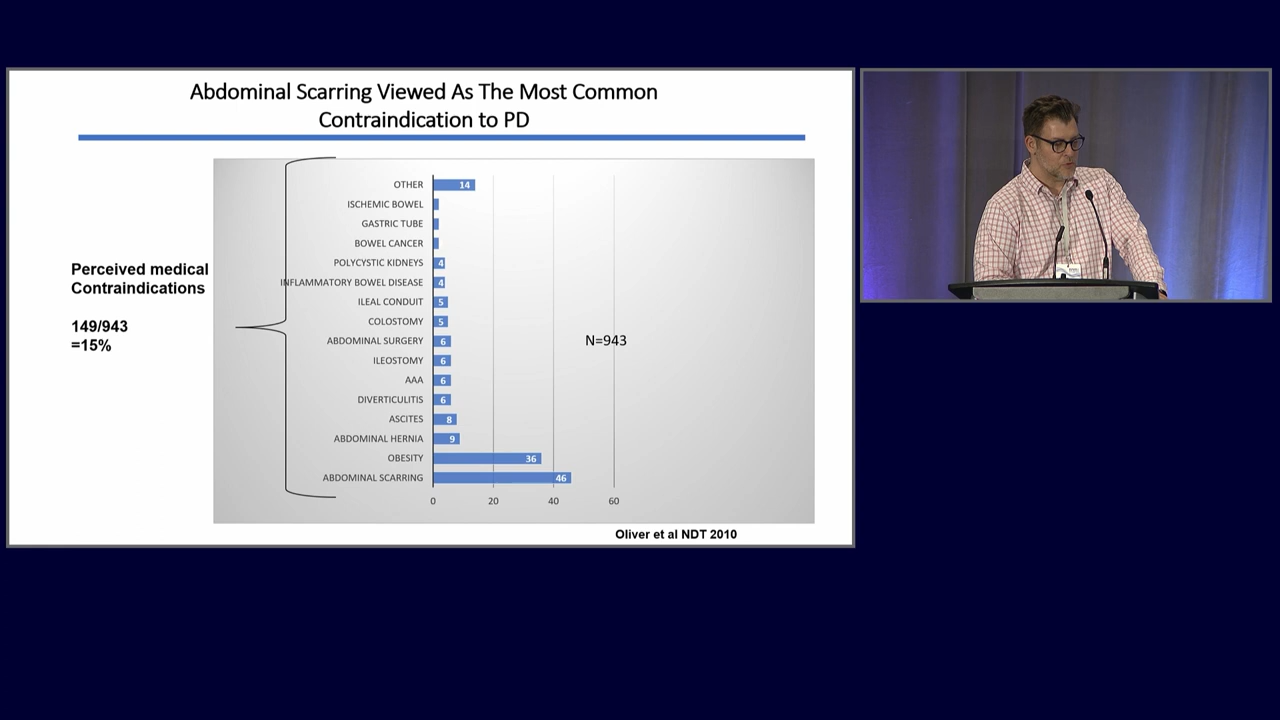 Abdominal Scarring Viewed As The Most Common
Contraindication to PD
Perceived medical
Contraindications
149/943
=15%
OTHER 14
ISCHEMIC BOWEL
GASTRIC TUBE
BOWEL CANCER
POLYCYSTIC KIDNEYS 4
INFLAMMATORY BOWEL DISEASE 4
ILEAL CONDUIT 5
COLOSTOMY 5
ABDOMINAL SURGERY 6
ILEOSTOMY 6
AAA 6
DIVERTICULITIS 6
ASCITES 8
ABDOMINAL HERNIA 9
OBESITY 36
ABDOMINAL SCARRING 46
0 20 40 60
N=943
Oliver et al NDT 2010